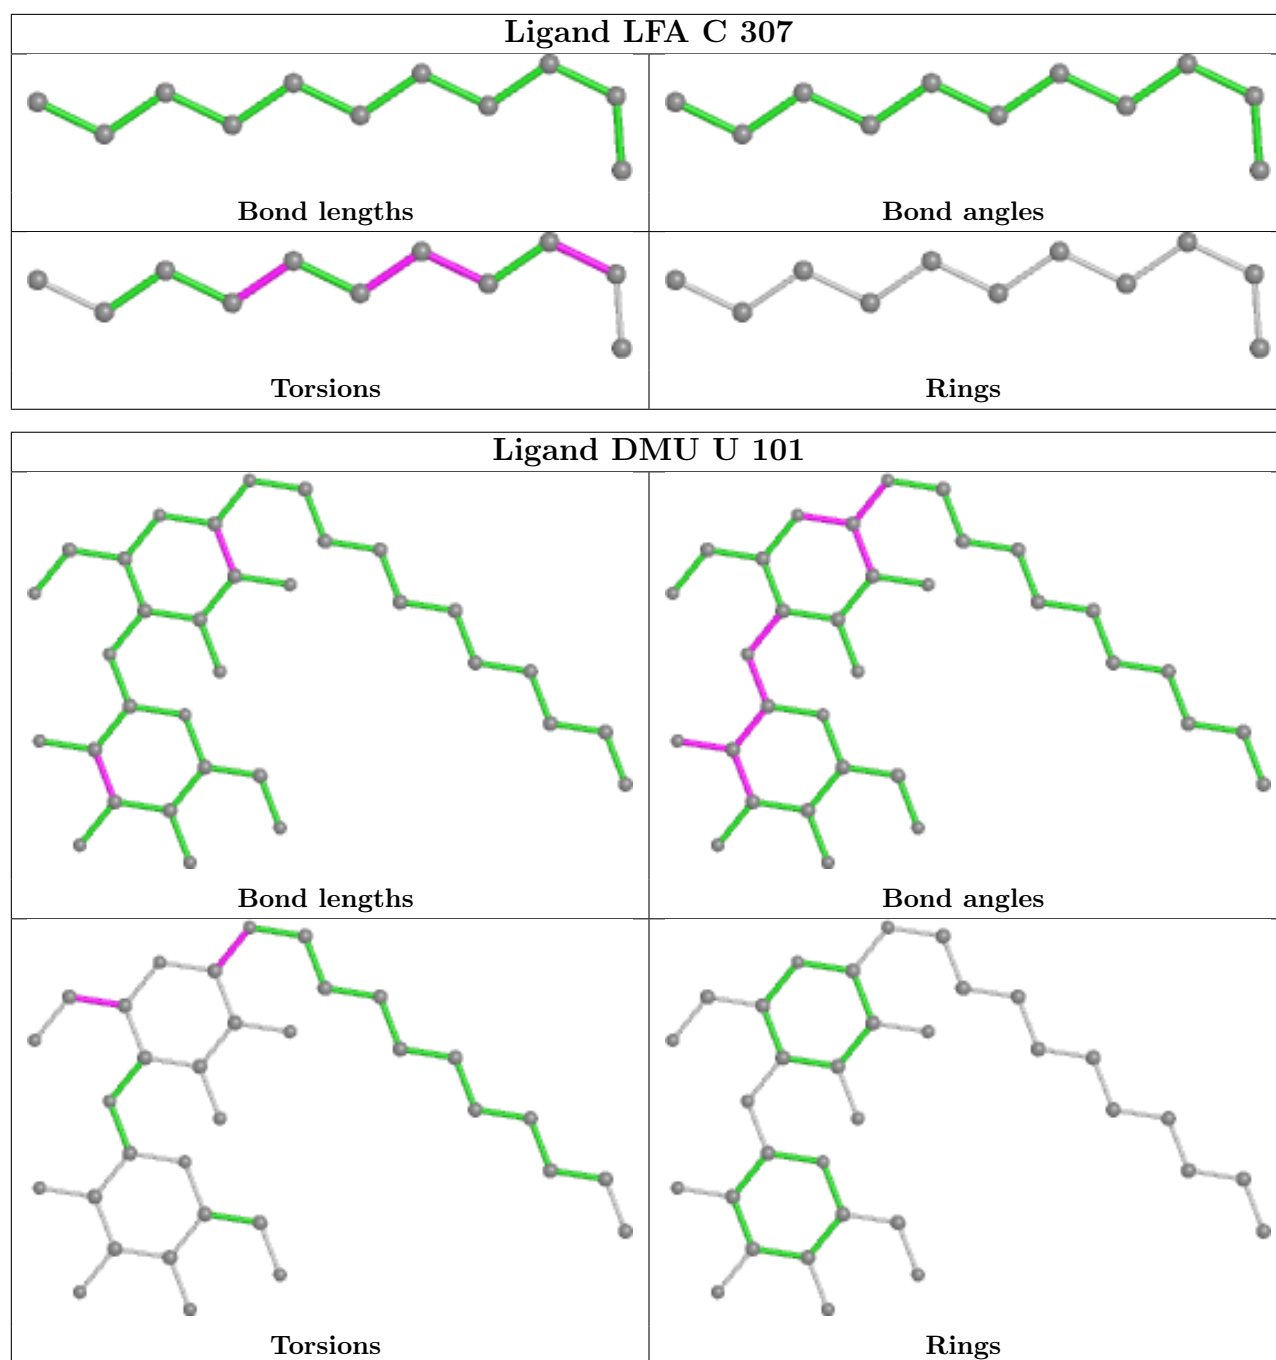 Ligand LFA C 307
Bond lengths
Bond angles
Torsions
Rings
Ligand DMU U 101
Bond lengths
Bond angles
Torsions
Rings